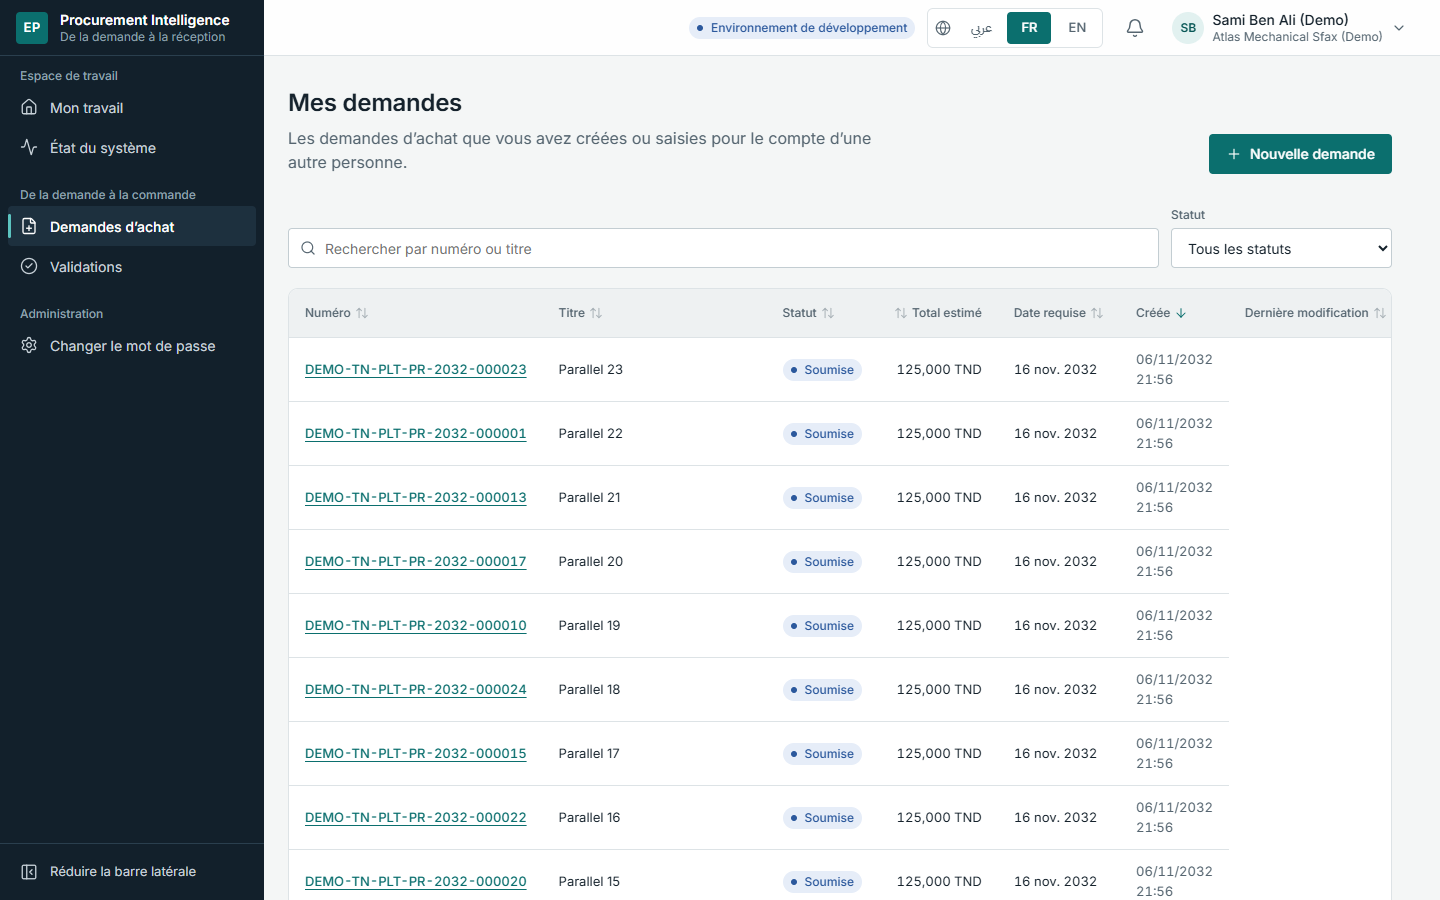 EP
Procurement Intelligence
De la demande à la réception
Environnement de développement
عربي
FR
EN
SB
Sami Ben Ali (Demo)
Atlas Mechanical Sfax (Demo)
Espace de travail
Mon travail
État du système
De la demande à la commande
Demandes d’achat
Validations
Administration
Changer le mot de passe
Réduire la barre latérale
Mes demandes
Les demandes d’achat que vous avez créées ou saisies pour le compte d’une
autre personne.
+ Nouvelle demande
Statut
Rechercher par numéro ou titre
Tous les statuts
Numéro Titre Statut Total estimé Date requise Créée Dernière modification
DEMO-TN-PLT-PR-2032-000023 Parallel 23 Soumise 125,000 TND 16 nov. 2032 06/11/2032
21:56
DEMO-TN-PLT-PR-2032-000001 Parallel 22 Soumise 125,000 TND 16 nov. 2032 06/11/2032
21:56
DEMO-TN-PLT-PR-2032-000013 Parallel 21 Soumise 125,000 TND 16 nov. 2032 06/11/2032
21:56
DEMO-TN-PLT-PR-2032-000017 Parallel 20 Soumise 125,000 TND 16 nov. 2032 06/11/2032
21:56
DEMO-TN-PLT-PR-2032-000010 Parallel 19 Soumise 125,000 TND 16 nov. 2032 06/11/2032
21:56
DEMO-TN-PLT-PR-2032-000024 Parallel 18 Soumise 125,000 TND 16 nov. 2032 06/11/2032
21:56
DEMO-TN-PLT-PR-2032-000015 Parallel 17 Soumise 125,000 TND 16 nov. 2032 06/11/2032
21:56
DEMO-TN-PLT-PR-2032-000022 Parallel 16 Soumise 125,000 TND 16 nov. 2032 06/11/2032
21:56
DEMO-TN-PLT-PR-2032-000020 Parallel 15 Soumise 125,000 TND 16 nov. 2032 06/11/2032
21:56